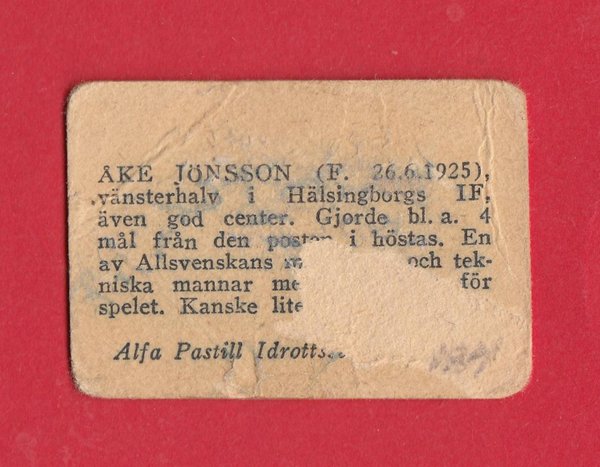 ÅKE JÖNSSON (F. 26.6.1925),
vänsterhalv i Hälsingborgs IF,
även god center. Gjorde bl. a. 4
mål från den posten i höstas. En
av Allsvenskans och tek-
niska mannar för
spelet. Kanske
Alfa Pastill